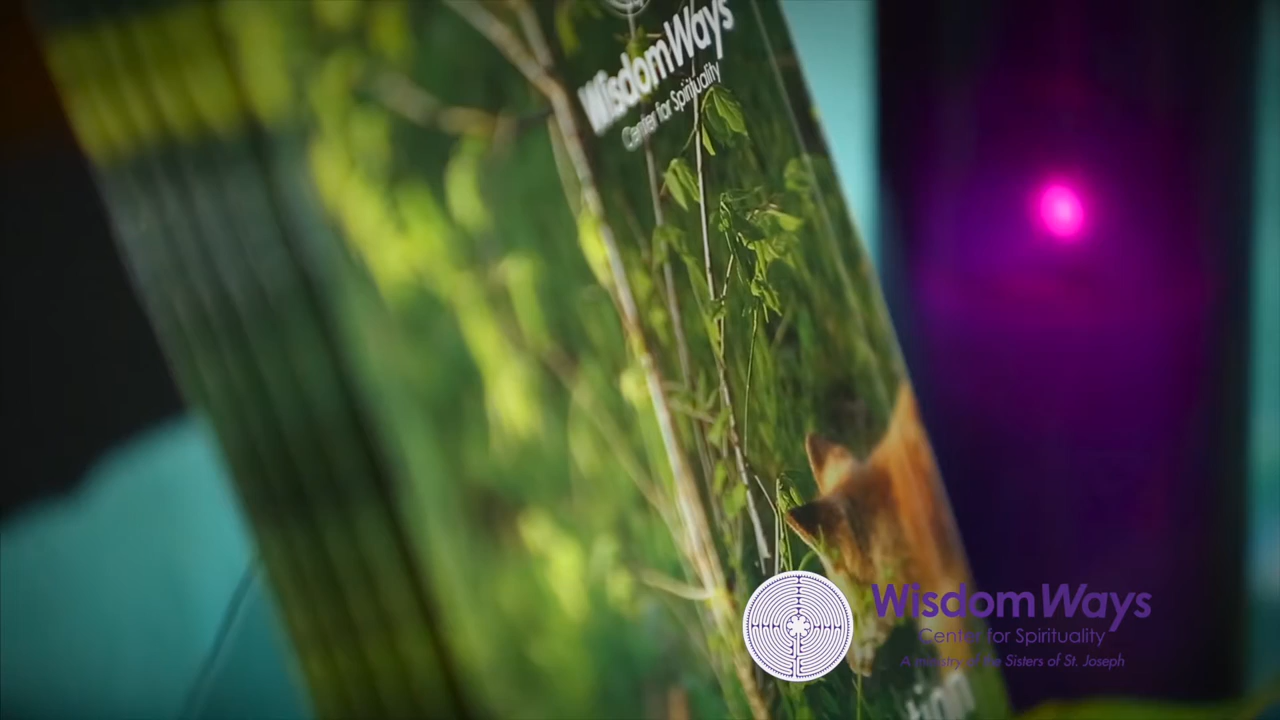 WisdomWays
Center for Spirituality
WisdomWays
Center for Spirituality
A ministry of the Sisters of St. Joseph